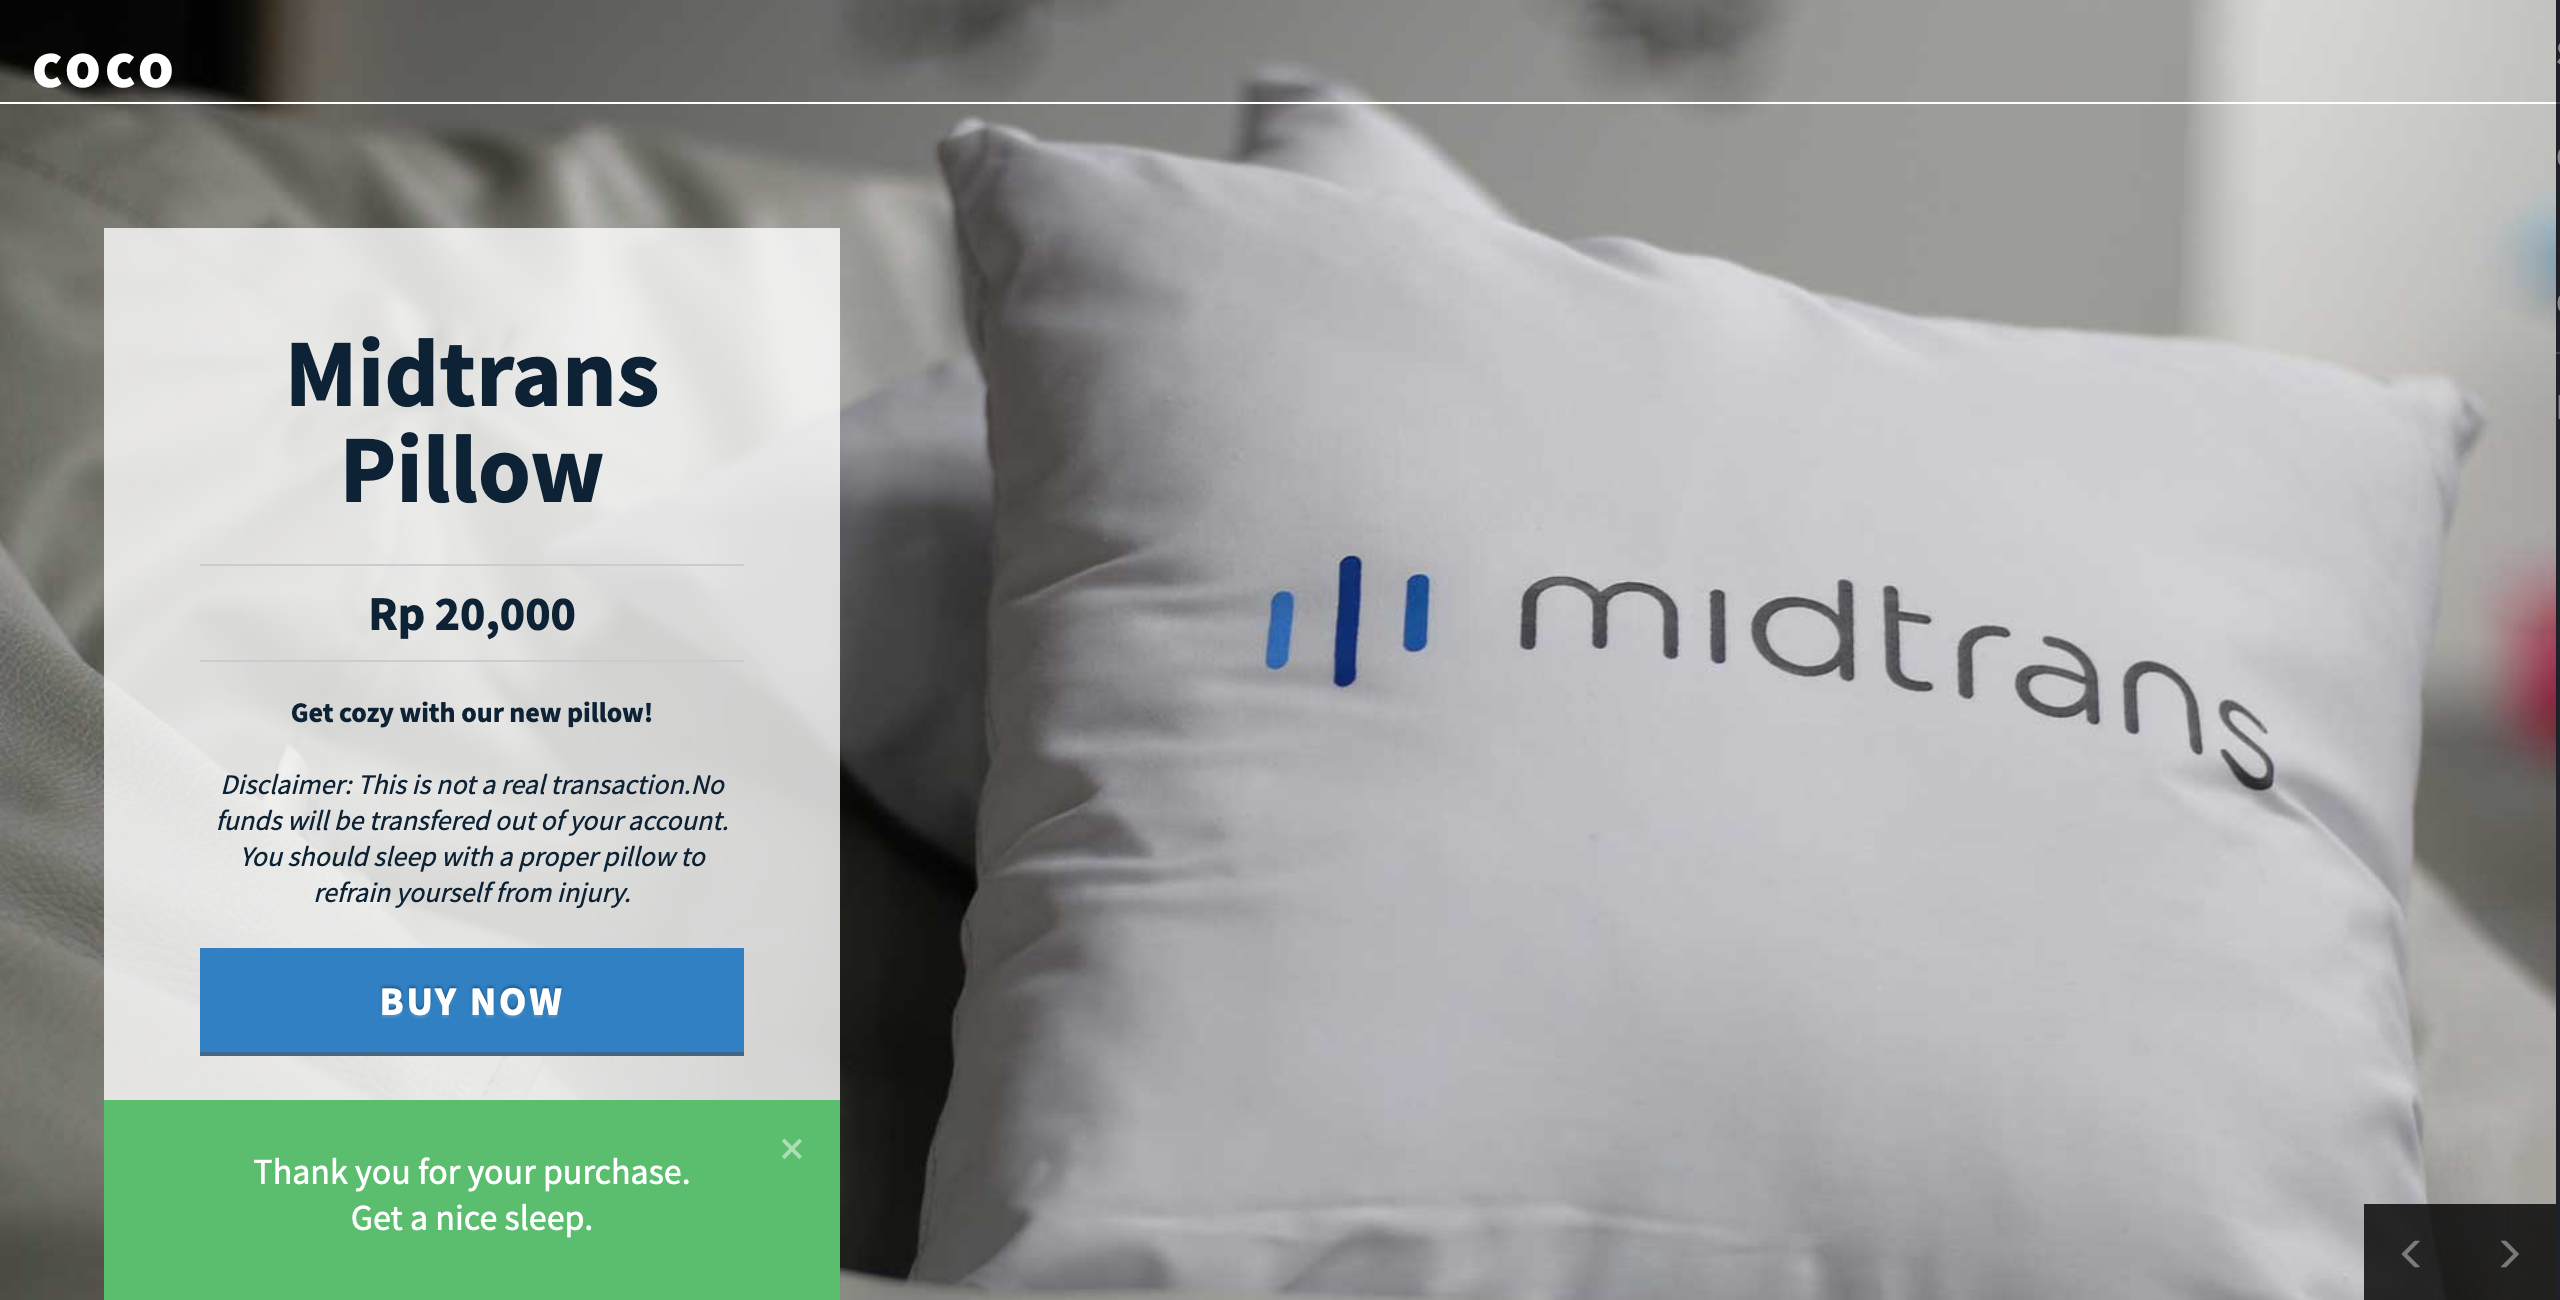 COCO
Midtrans
Pillow
Rp 20,000
Get cozy with our new pillow!
Disclaimer: This is not a real transaction.No
funds will be transfered out of your account.
You should sleep with a proper pillow to
refrain yourself from injury.
BUY NOW
Thank you for your purchase.
Get a nice sleep.
midtrans